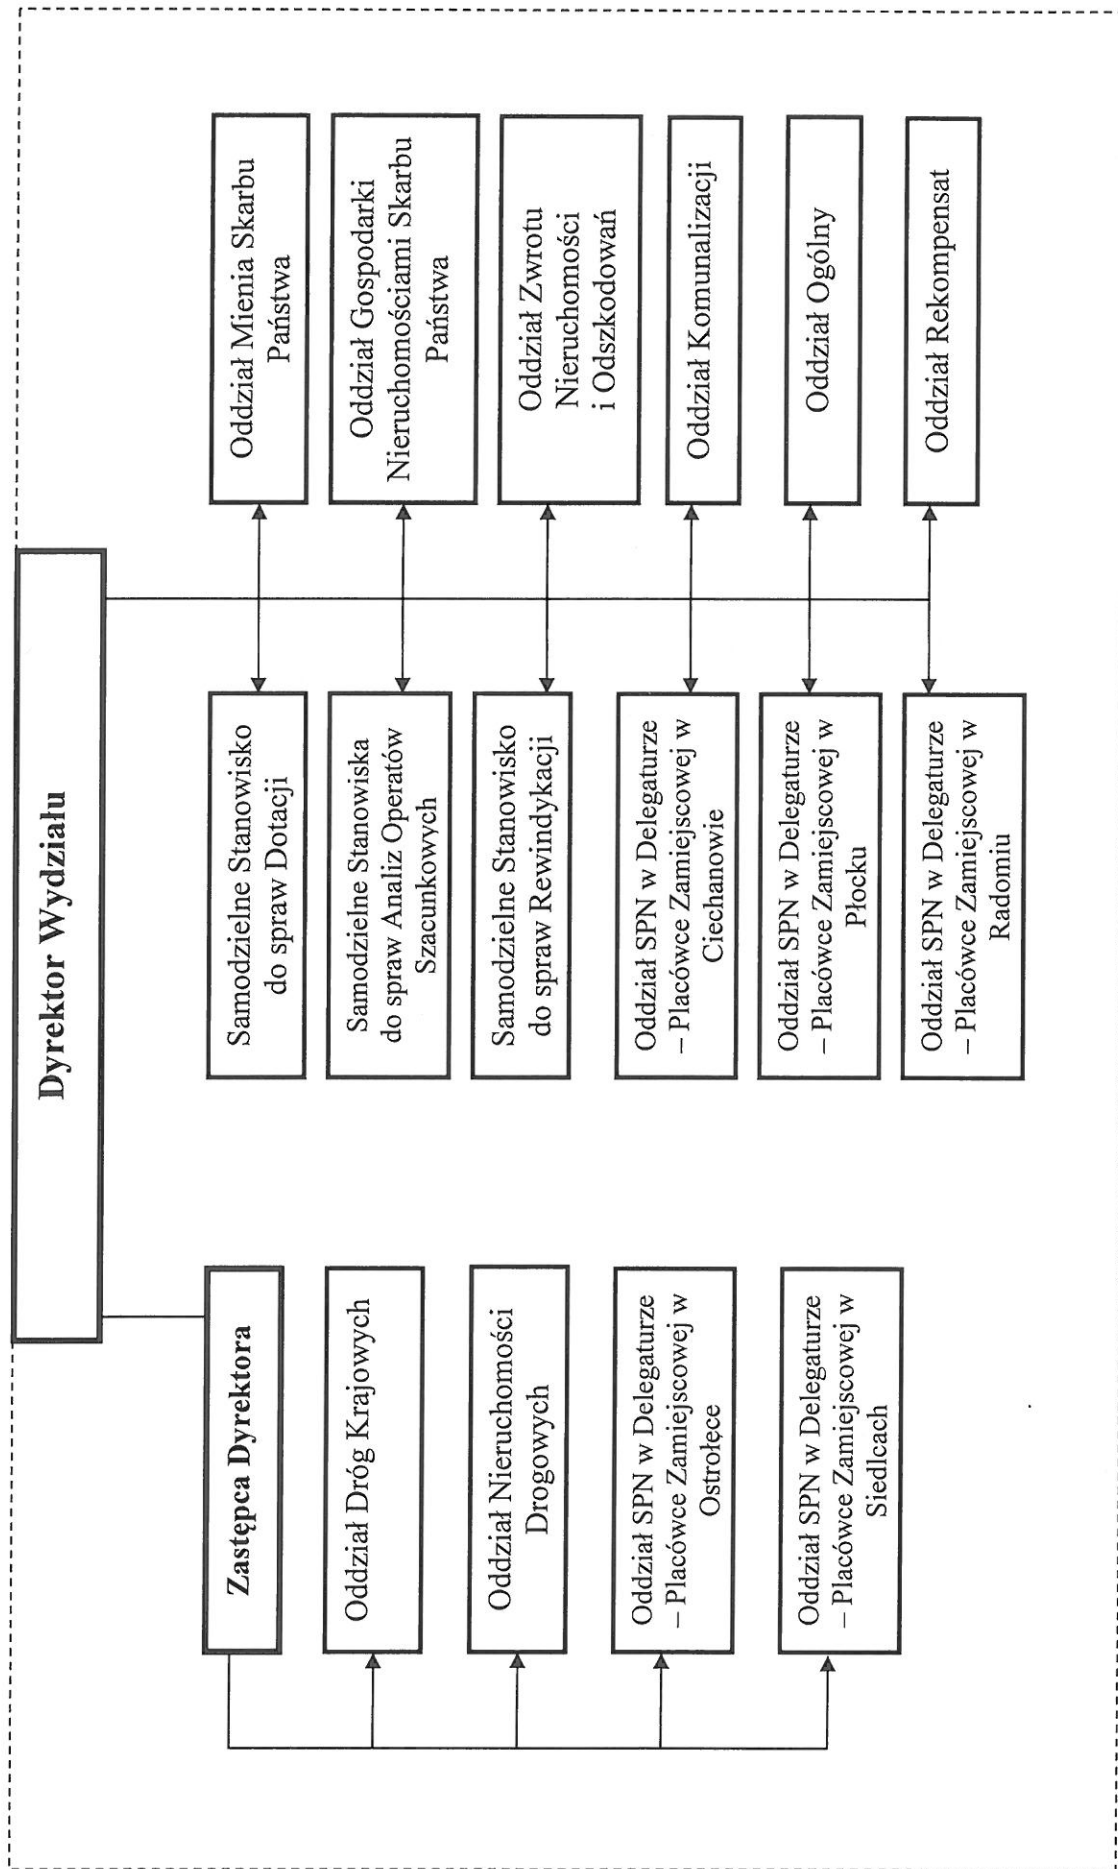 Dyrektor Wydziału
Zastępca Dyrektora
Oddział Dróg Krajowych
Oddział Nieruchomości
Drogowych
Oddział SPN w Delegaturze
– Placówce Zamiejscowej w
Ostrołęce
Oddział SPN w Delegaturze
– Placówce Zamiejscowej w
Siedlcach
Samodzielne Stanowisko
do spraw Dotacji
Samodzielne Stanowiska
do spraw Analiz Operatów
Szacunkowych
Samodzielne Stanowisko
do spraw Rewindykacji
Oddział SPN w Delegaturze
– Placówce Zamiejscowej w
Ciechanowie
Oddział SPN w Delegaturze
– Placówce Zamiejscowej w
Płocku
Oddział SPN w Delegaturze
– Placówce Zamiejscowej w
Radomiu
Oddział Mienia Skarbu
Państwa
Oddział Gospodarki
Nieruchomościami Skarbu
Państwa
Oddział Zwrotu
Nieruchomości
i Odszkodowań
Oddział Komunalizacji
Oddział Ogólny
Oddział Rekompensat